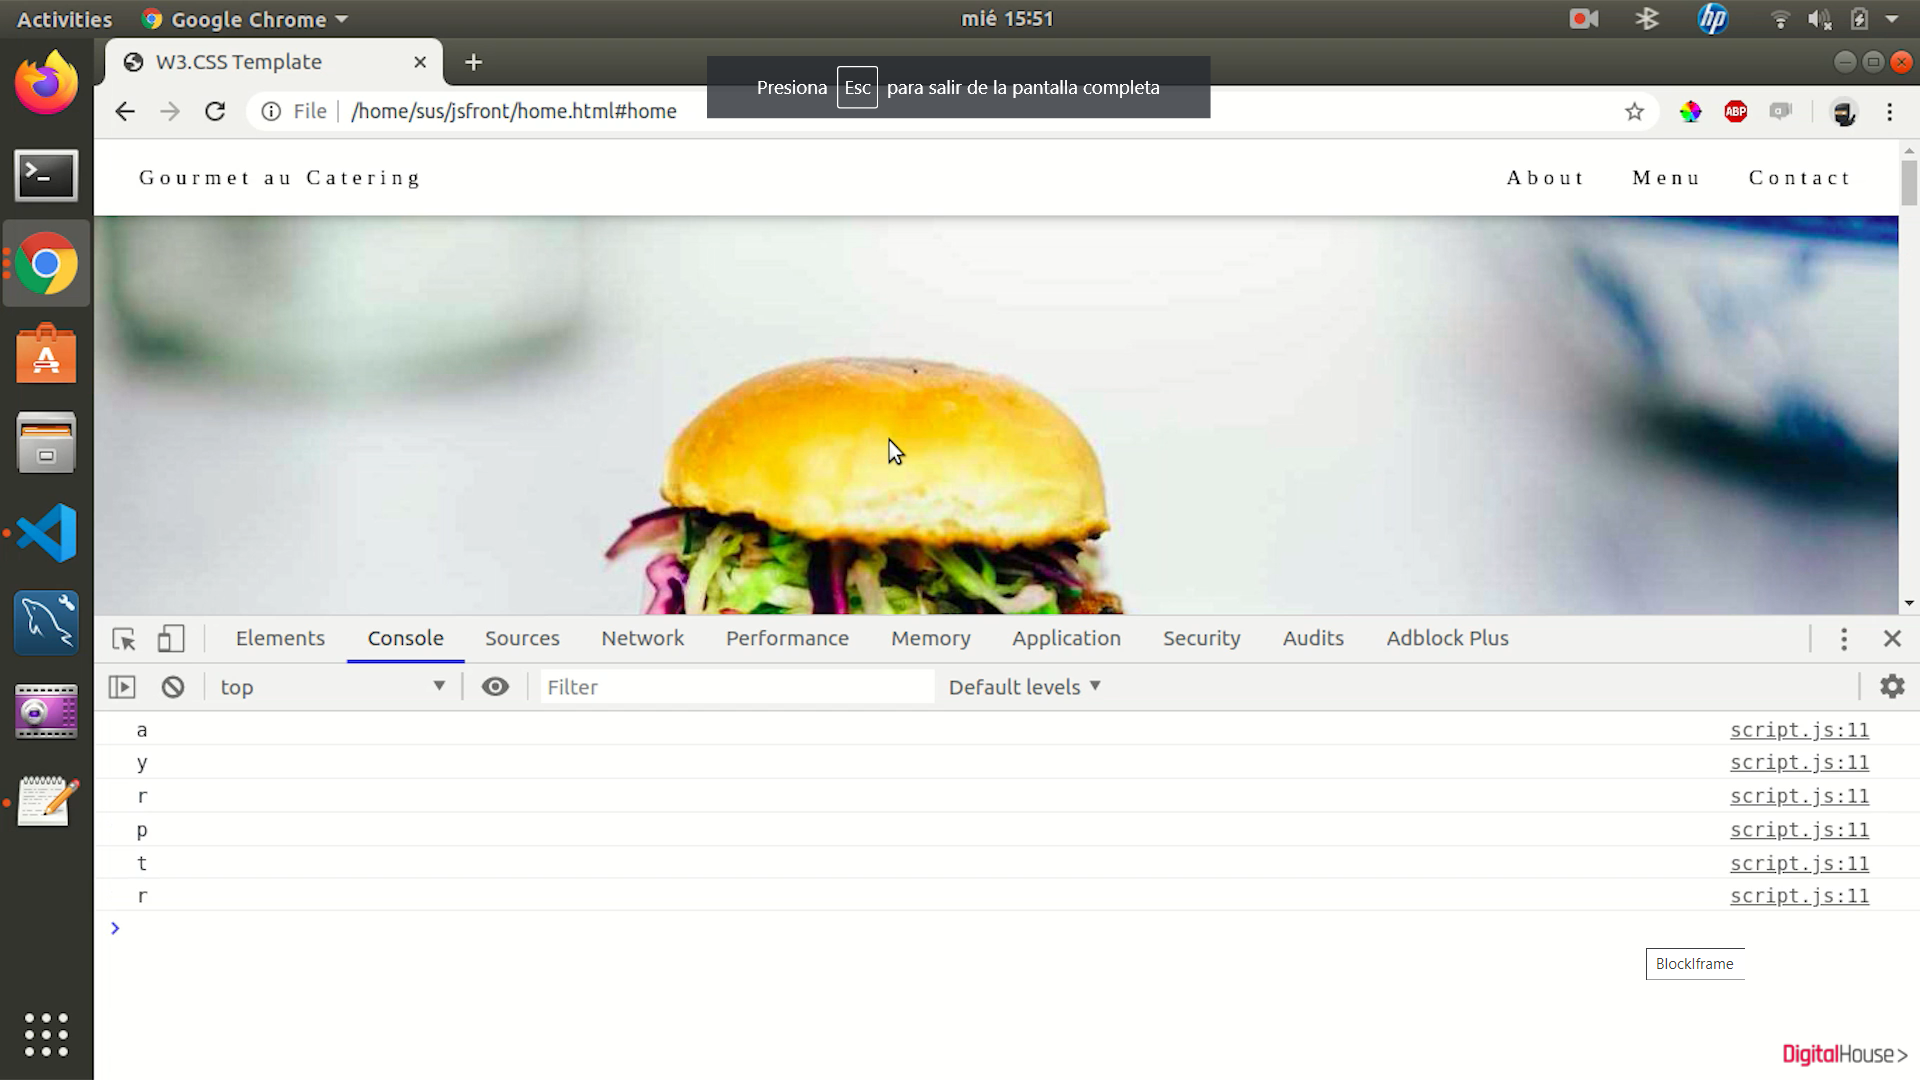 Activities
Google Chrome
mié 15:51
hp
W3.CSS Template
Presiona Esc para salir de la pantalla completa
File
/home/sus/jsfront/home.html#home
ABP
Gourmet au Catering
About
Menu
Contact
Elements
Console
Sources
Network
Performance
Memory
Application
Security
Audits
Adblock Plus
top
Filter
Default levels
a script.js:11
y script.js:11
r script.js:11
p script.js:11
t script.js:11
r script.js:11
BlockIframe
DigitalHouse>